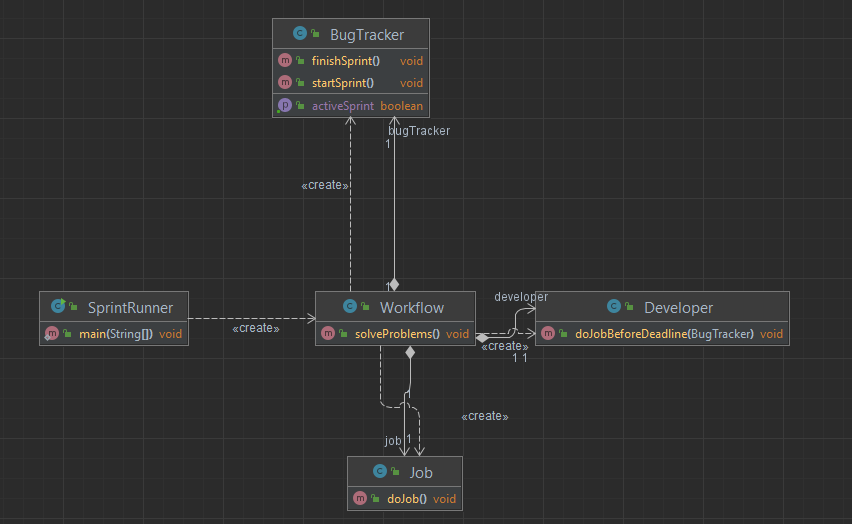 BugTracker
finishSprint() void
startSprint() void
activeSprint boolean
bugTracker
1
«create»
1
developer
SprintRunner
main(String[]) void
«create»
Workflow
solveProblems() void
«create»
1 1
Developer
doJobBeforeDeadline(BugTracker) void
1
«create»
job 1
Job
doJob() void